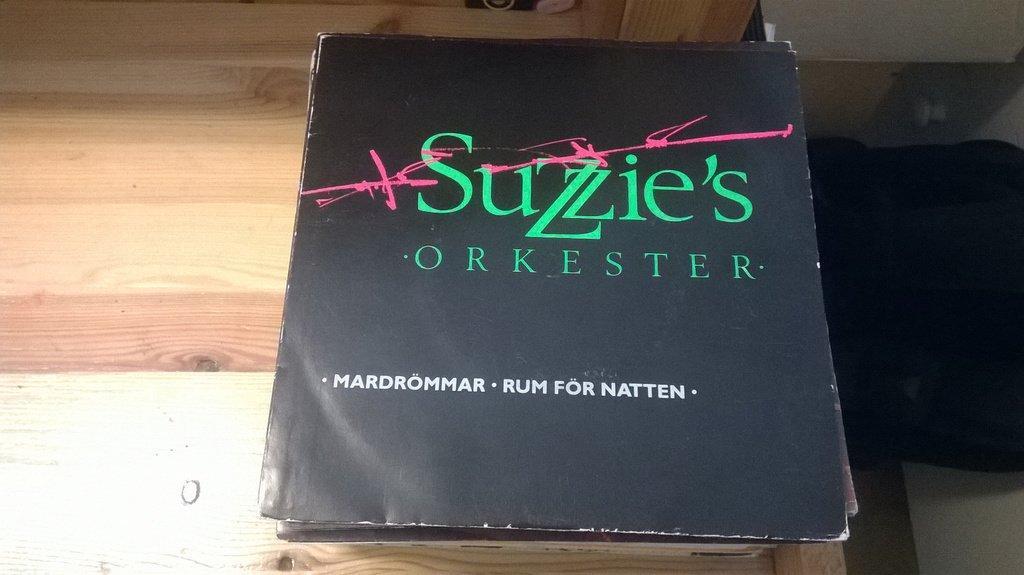 Suzzie's
·ORKESTER·
· MARDRÖMMAR · RUM FÖR NATTEN ·